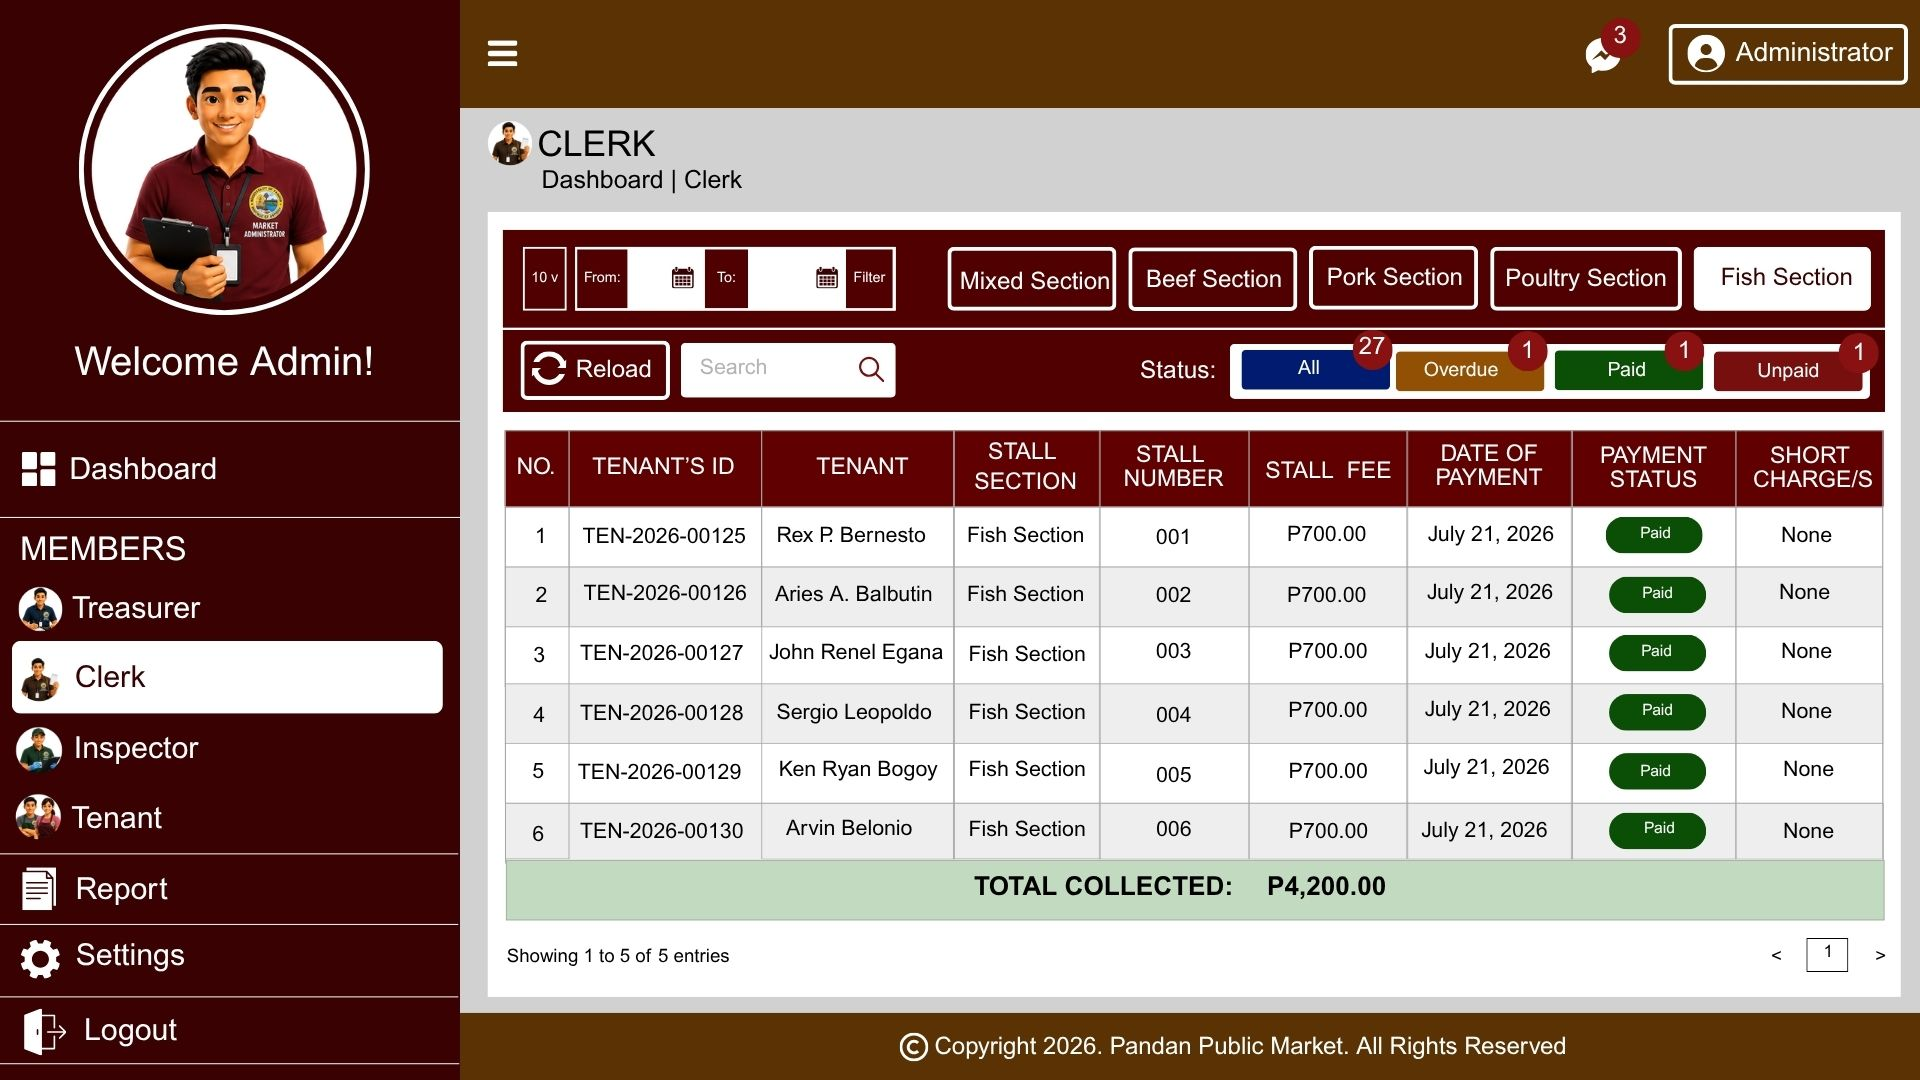 MARKET
ADMINISTRATOR
Welcome Admin!
Dashboard
MEMBERS
Treasurer
Clerk
Inspector
Tenant
Report
Settings
Logout
3
Administrator
CLERK
Dashboard | Clerk
10 v From: To: Filter
Mixed Section Beef Section Pork Section Poultry Section Fish Section
Reload Search Status: All 27 Overdue 1 Paid 1 Unpaid 1
NO. TENANT’S ID TENANT STALL SECTION STALL NUMBER STALL FEE DATE OF PAYMENT PAYMENT STATUS SHORT CHARGE/S
1 TEN-2026-00125 Rex P. Bernesto Fish Section 001 P700.00 July 21, 2026 Paid None
2 TEN-2026-00126 Aries A. Balbutin Fish Section 002 P700.00 July 21, 2026 Paid None
3 TEN-2026-00127 John Renel Egana Fish Section 003 P700.00 July 21, 2026 Paid None
4 TEN-2026-00128 Sergio Leopoldo Fish Section 004 P700.00 July 21, 2026 Paid None
5 TEN-2026-00129 Ken Ryan Bogoy Fish Section 005 P700.00 July 21, 2026 Paid None
6 TEN-2026-00130 Arvin Belonio Fish Section 006 P700.00 July 21, 2026 Paid None
TOTAL COLLECTED: P4,200.00
Showing 1 to 5 of 5 entries
< 1 >
© Copyright 2026. Pandan Public Market. All Rights Reserved